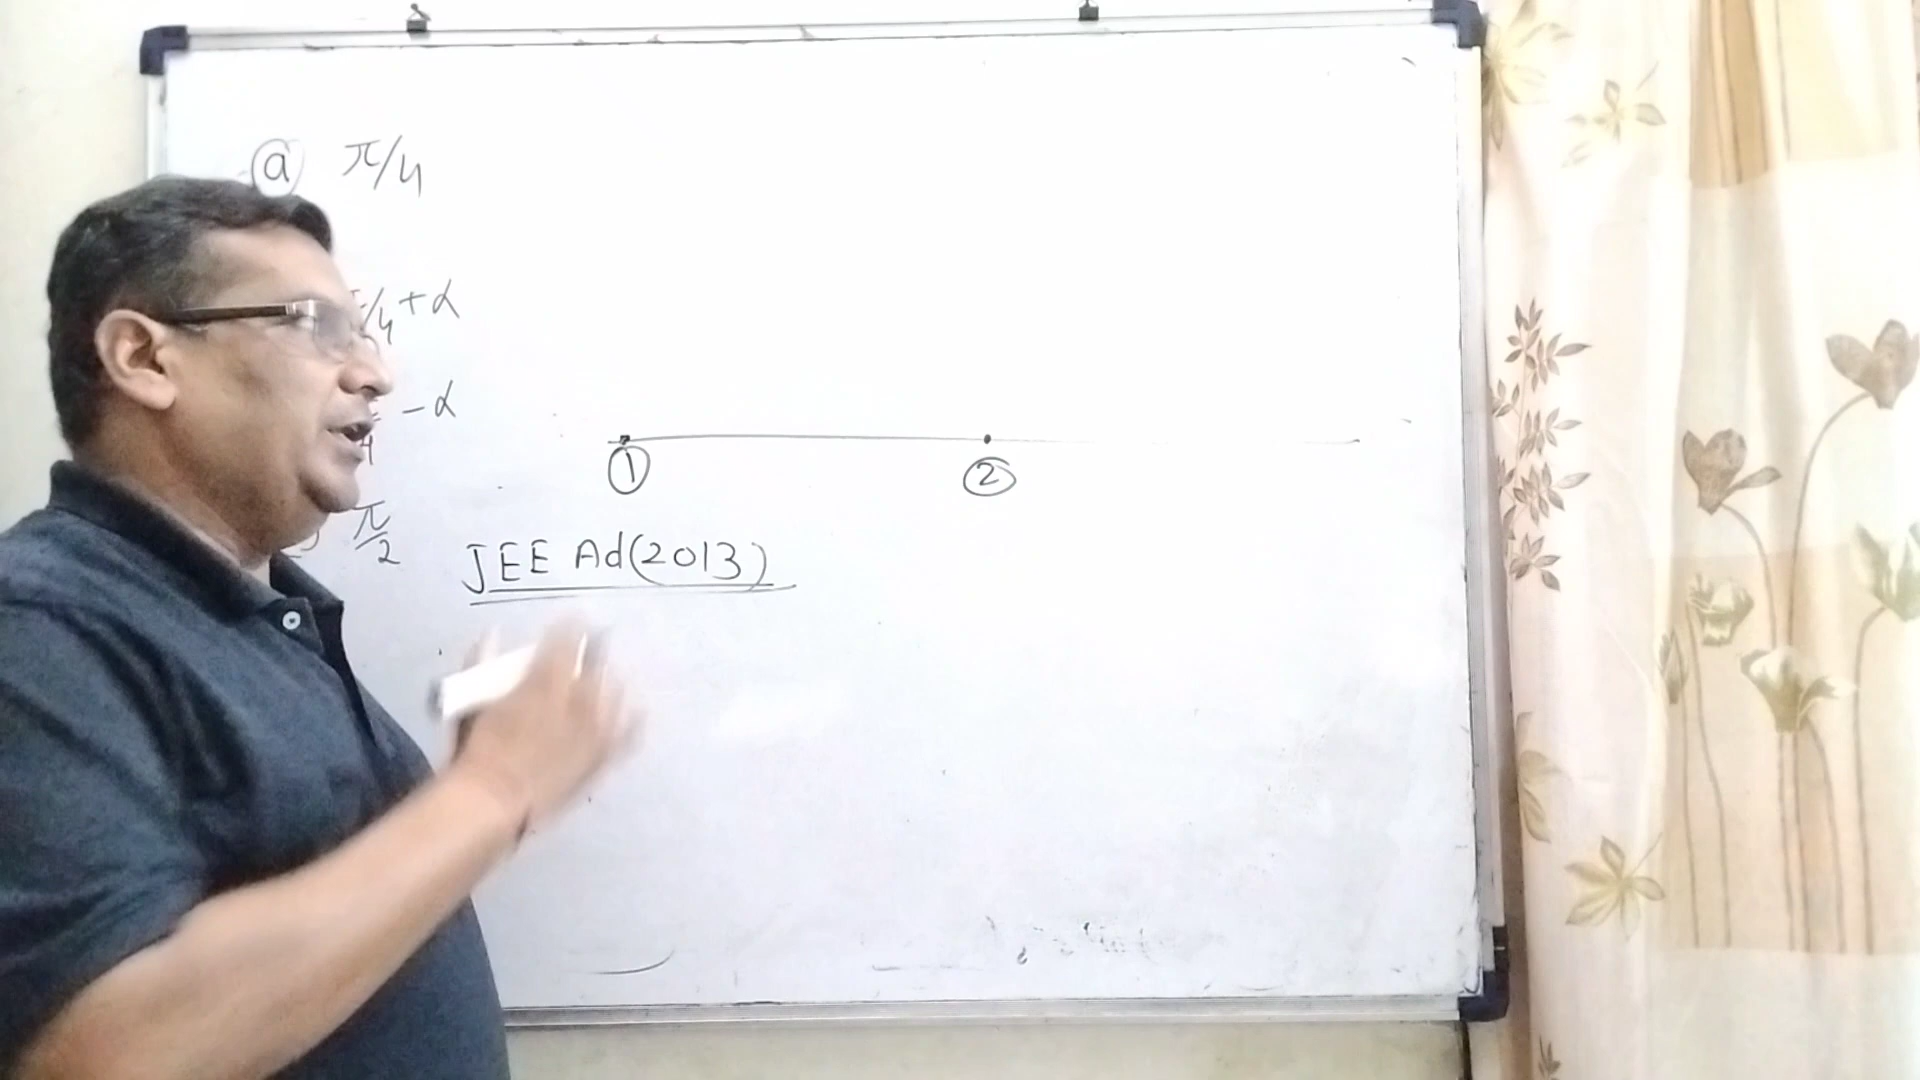 a π/4
/4 + α
- α
① ②
π/2
JEE Ad(2013)